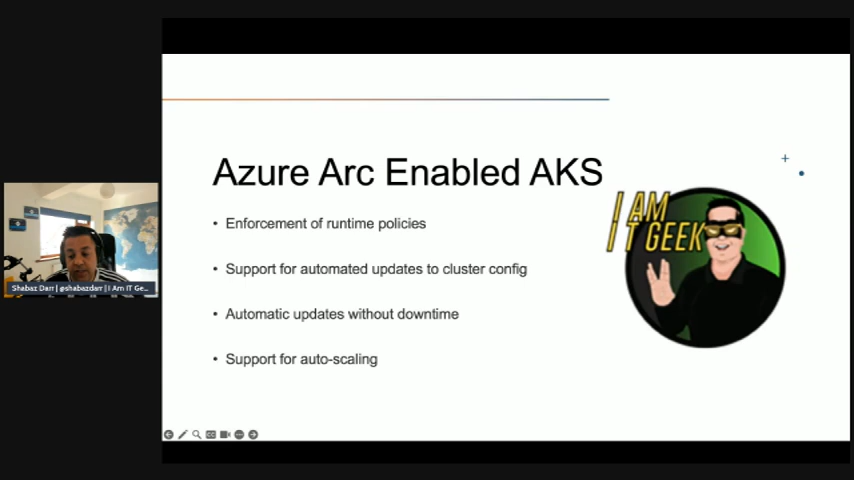 Azure Arc Enabled AKS
I AM
IT GEEK
• Enforcement of runtime policies
• Support for automated updates to cluster config
• Automatic updates without downtime
• Support for auto-scaling
Shabaz Darr | @shabazdarr | I Am IT Ge...